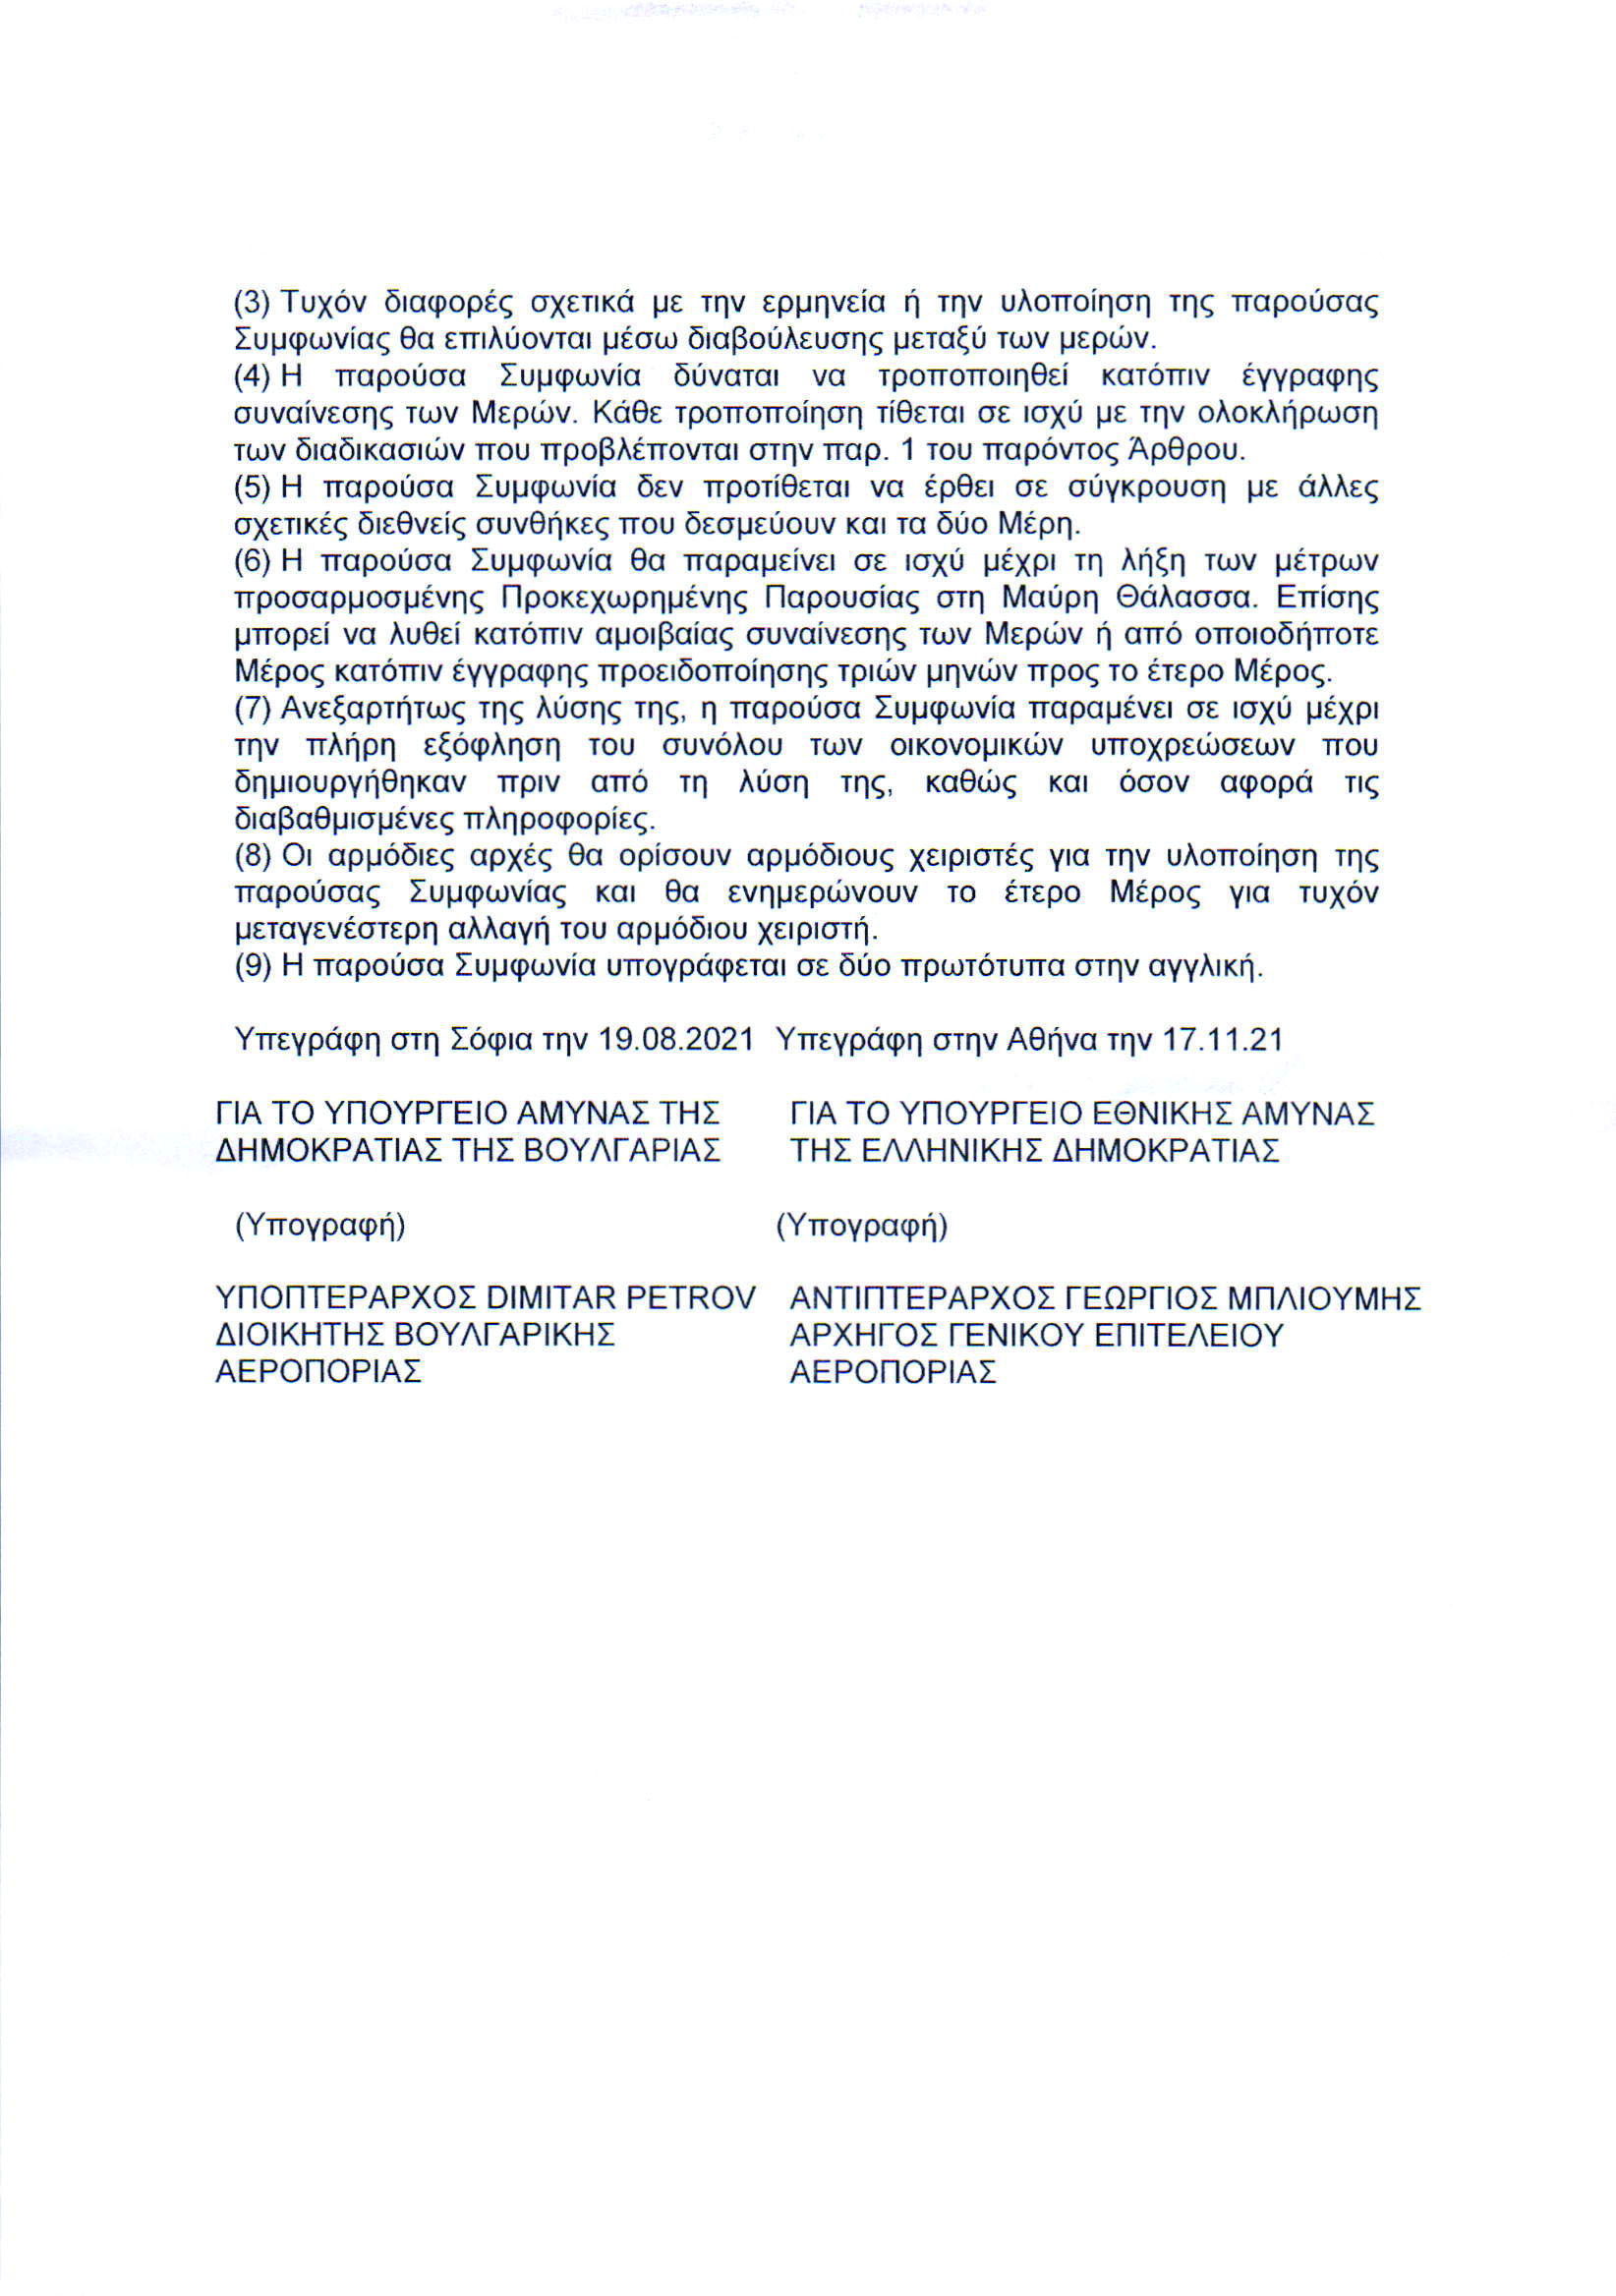 (3) Τυχόν διαφορές σχετικά με την ερμηνεία ή την υλοποίηση της παρούσας
Συμφωνίας θα επιλύονται μέσω διαβούλευσης μεταξύ των μερών.
(4) Η παρούσα Συμφωνία δύναται να τροποποιηθεί κατόπιν έγγραφης
συναίνεσης των Μερών. Κάθε τροποποίηση τίθεται σε ισχύ με την ολοκλήρωση
των διαδικασιών που προβλέπονται στην παρ. 1 του παρόντος Άρθρου.
(5) Η παρούσα Συμφωνία δεν προτίθεται να έρθει σε σύγκρουση με άλλες
σχετικές διεθνείς συνθήκες που δεσμεύουν και τα δύο Μέρη.
(6) Η παρούσα Συμφωνία θα παραμείνει σε ισχύ μέχρι τη λήξη των μέτρων
προσαρμοσμένης Προκεχωρημένης Παρουσίας στη Μαύρη Θάλασσα. Επίσης
μπορεί να λυθεί κατόπιν αμοιβαίας συναίνεσης των Μερών ή από οποιοδήποτε
Μέρος κατόπιν έγγραφης προειδοποίησης τριών μηνών προς το έτερο Μέρος.
(7) Ανεξαρτήτως της λύσης της, η παρούσα Συμφωνία παραμένει σε ισχύ μέχρι
την πλήρη εξόφληση του συνόλου των οικονομικών υποχρεώσεων που
δημιουργήθηκαν πριν από τη λύση της, καθώς και όσον αφορά τις
διαβαθμισμένες πληροφορίες.
(8) Οι αρμόδιες αρχές θα ορίσουν αρμόδιους χειριστές για την υλοποίηση της
παρούσας Συμφωνίας και θα ενημερώνουν το έτερο Μέρος για τυχόν
μεταγενέστερη αλλαγή του αρμόδιου χειριστή.
(9) Η παρούσα Συμφωνία υπογράφεται σε δύο πρωτότυπα στην αγγλική.
Υπεγράφη στη Σόφια την 19.08.2021 Υπεγράφη στην Αθήνα την 17.11.21
ΓΙΑ ΤΟ ΥΠΟΥΡΓΕΙΟ ΑΜΥΝΑΣ ΤΗΣ ΓΙΑ ΤΟ ΥΠΟΥΡΓΕΙΟ ΕΘΝΙΚΗΣ ΑΜΥΝΑΣ
ΔΗΜΟΚΡΑΤΙΑΣ ΤΗΣ ΒΟΥΛΓΑΡΙΑΣ ΤΗΣ ΕΛΛΗΝΙΚΗΣ ΔΗΜΟΚΡΑΤΙΑΣ
(Υπογραφή) (Υπογραφή)
ΥΠΟΠΤΕΡΑΡΧΟΣ DIMITAR PETROV ΑΝΤΙΠΤΕΡΑΡΧΟΣ ΓΕΩΡΓΙΟΣ ΜΠΛΙΟΥΜΗΣ
ΔΙΟΙΚΗΤΗΣ ΒΟΥΛΓΑΡΙΚΗΣ ΑΡΧΗΓΟΣ ΓΕΝΙΚΟΥ ΕΠΙΤΕΛΕΙΟΥ
ΑΕΡΟΠΟΡΙΑΣ ΑΕΡΟΠΟΡΙΑΣ